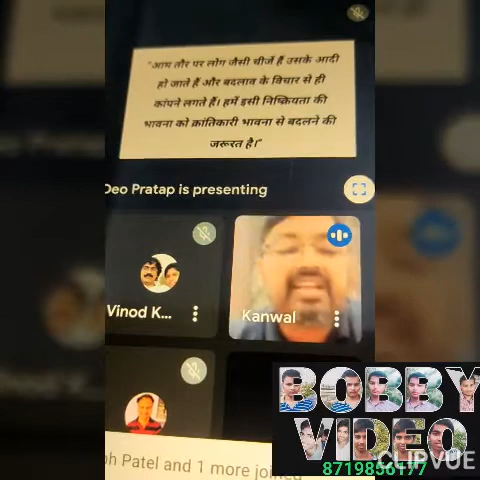 "आम तौर पर लोग जैसी चीजें हैं उसके आदी
हो जाते हैं और बदलाव के विचार से ही
कांपने लगते हैं। हमें इसी निष्क्रियता की
भावना को क्रांतिकारी भावना से बदलने की
जरूरत है।"
Deo Pratap is presenting
Vinod K...
Kanwal
Patel and 1 more joined
BOBBY
VIDEO
CLIPVUE
8719856177